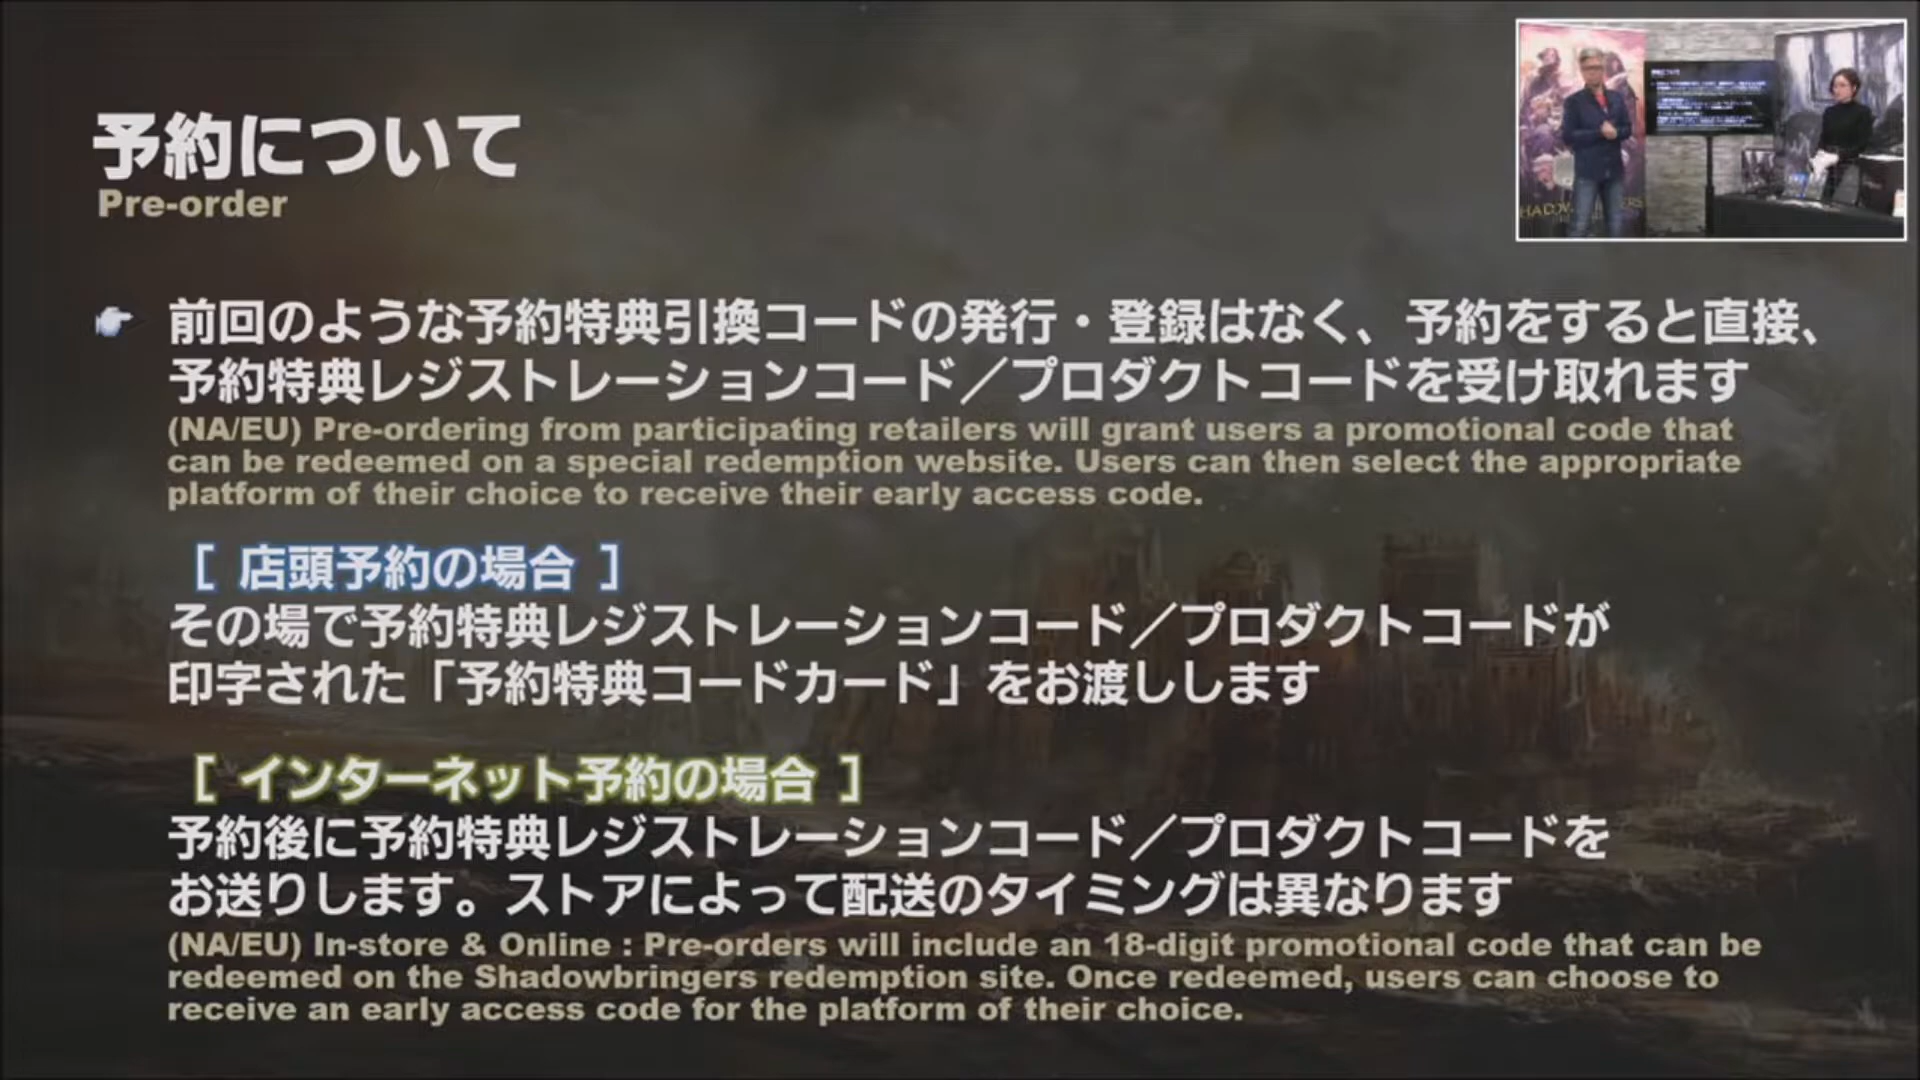 予約について
Pre-order
前回のような予約特典引換コードの発行・登録はなく、予約をすると直接、
予約特典レジストレーションコード／プロダクトコードを受け取れます
(NA/EU) Pre-ordering from participating retailers will grant users a promotional code that
can be redeemed on a special redemption website. Users can then select the appropriate
platform of their choice to receive their early access code.
［ 店頭予約の場合 ］
その場で予約特典レジストレーションコード／プロダクトコードが
印字された「予約特典コードカード」をお渡しします
［ インターネット予約の場合 ］
予約後に予約特典レジストレーションコード／プロダクトコードを
お送りします。ストアによって配送のタイミングは異なります
(NA/EU) In-store & Online : Pre-orders will include an 18-digit promotional code that can be
redeemed on the Shadowbringers redemption site. Once redeemed, users can choose to
receive an early access code for the platform of their choice.